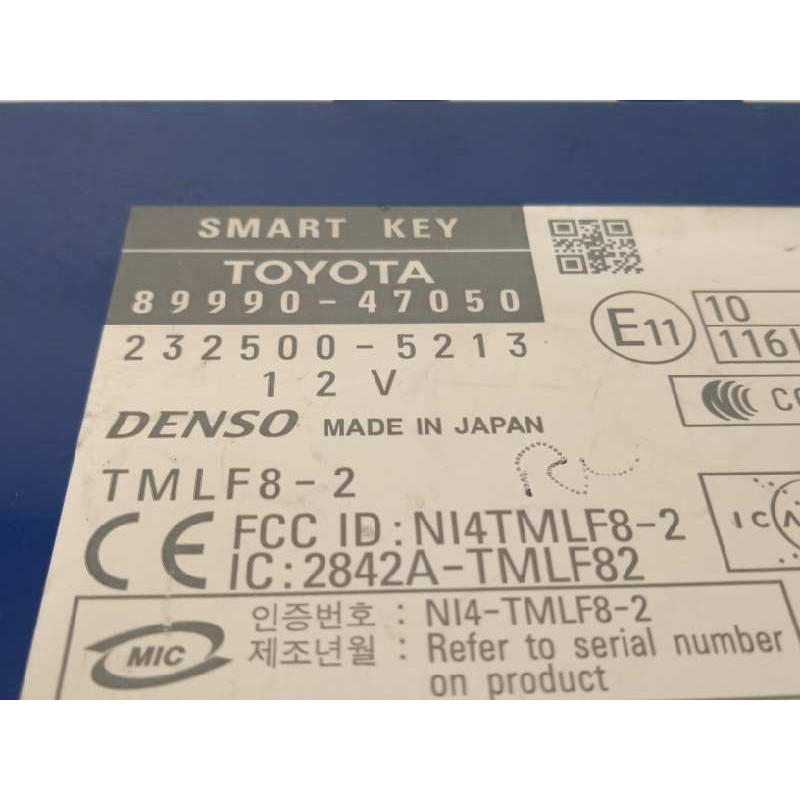 SMART KEY
TOYOTA
89990-47050
232500-5213
12V
DENSO MADE IN JAPAN
TMLF8-2
CE FCC ID: NI4TMLF8-2
IC: 2842A-TMLF82
E11
10
116
MIC
인증번호 : NI4-TMLF8-2
제조년월 : Refer to serial number
on product